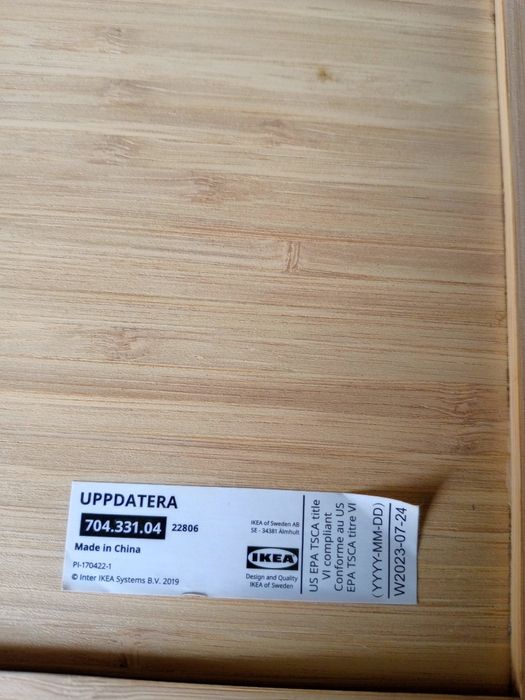 UPPDATERA
704.331.04 22806
Made in China
PI-170422-1
© Inter IKEA Systems B.V. 2019
IKEA of Sweden AB
SE - 34381 Älmhult
IKEA
Design and Quality
IKEA of Sweden
US EPA TSCA title
VI compliant
Conforme au US
EPA TSCA titre VI
(YYYY-MM-DD)
W2023-07-24